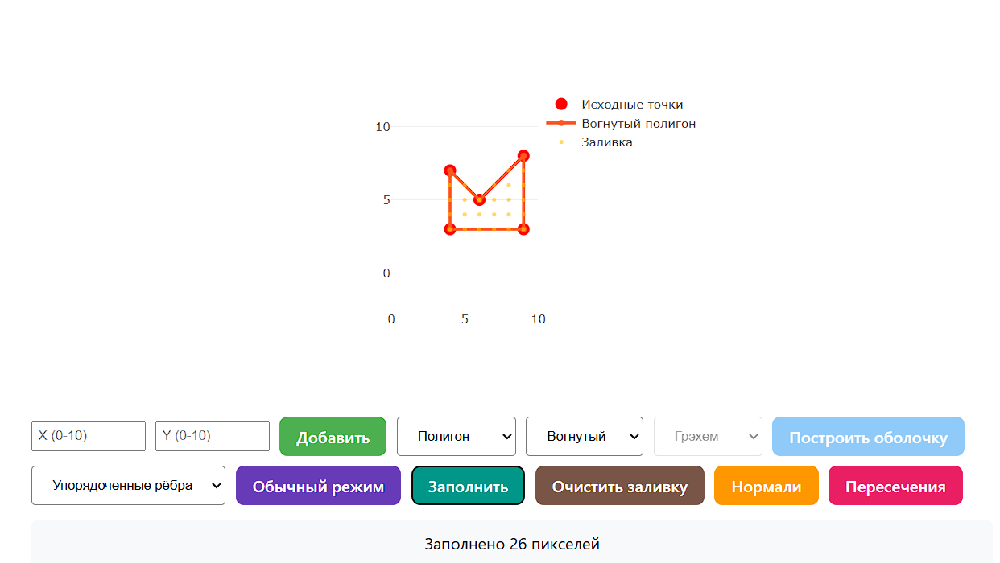 Исходные точки
10 Вогнутый полигон
Заливка
5
0
0 5 10
X (0-10) Y (0-10) Добавить Полигон Вогнутый Грэхем Построить оболочку
Упорядоченные рёбра Обычный режим Заполнить Очистить заливку Нормали Пересечения
Заполнено 26 пикселей